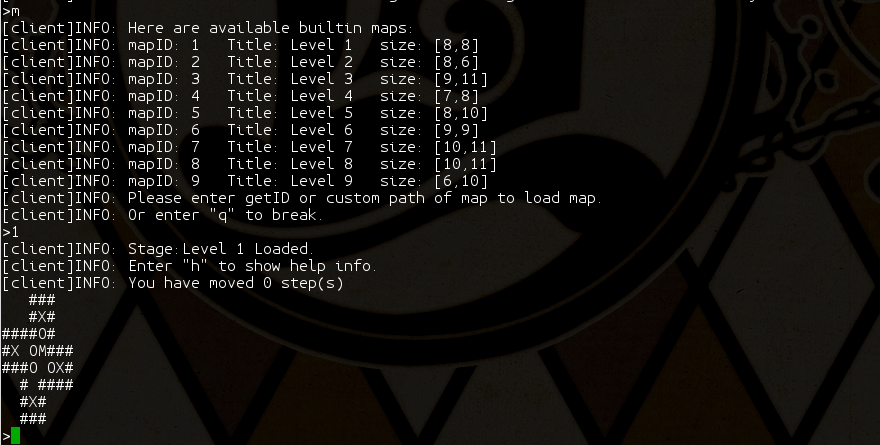 >m
[client]INFO: Here are available builtin maps:
[client]INFO: mapID: 1   Title: Level 1   size: [8,8]
[client]INFO: mapID: 2   Title: Level 2   size: [8,6]
[client]INFO: mapID: 3   Title: Level 3   size: [9,11]
[client]INFO: mapID: 4   Title: Level 4   size: [7,8]
[client]INFO: mapID: 5   Title: Level 5   size: [8,10]
[client]INFO: mapID: 6   Title: Level 6   size: [9,9]
[client]INFO: mapID: 7   Title: Level 7   size: [10,11]
[client]INFO: mapID: 8   Title: Level 8   size: [10,11]
[client]INFO: mapID: 9   Title: Level 9   size: [6,10]
[client]INFO: Please enter getID or custom path of map to load map.
[client]INFO: Or enter "q" to break.
>1
[client]INFO: Stage:Level 1 Loaded.
[client]INFO: Enter "h" to show help info.
[client]INFO: You have moved 0 step(s)
   ###
   #X#
####O#
#X OM###
###O OX#
  # ####
  #X#
  ###
>